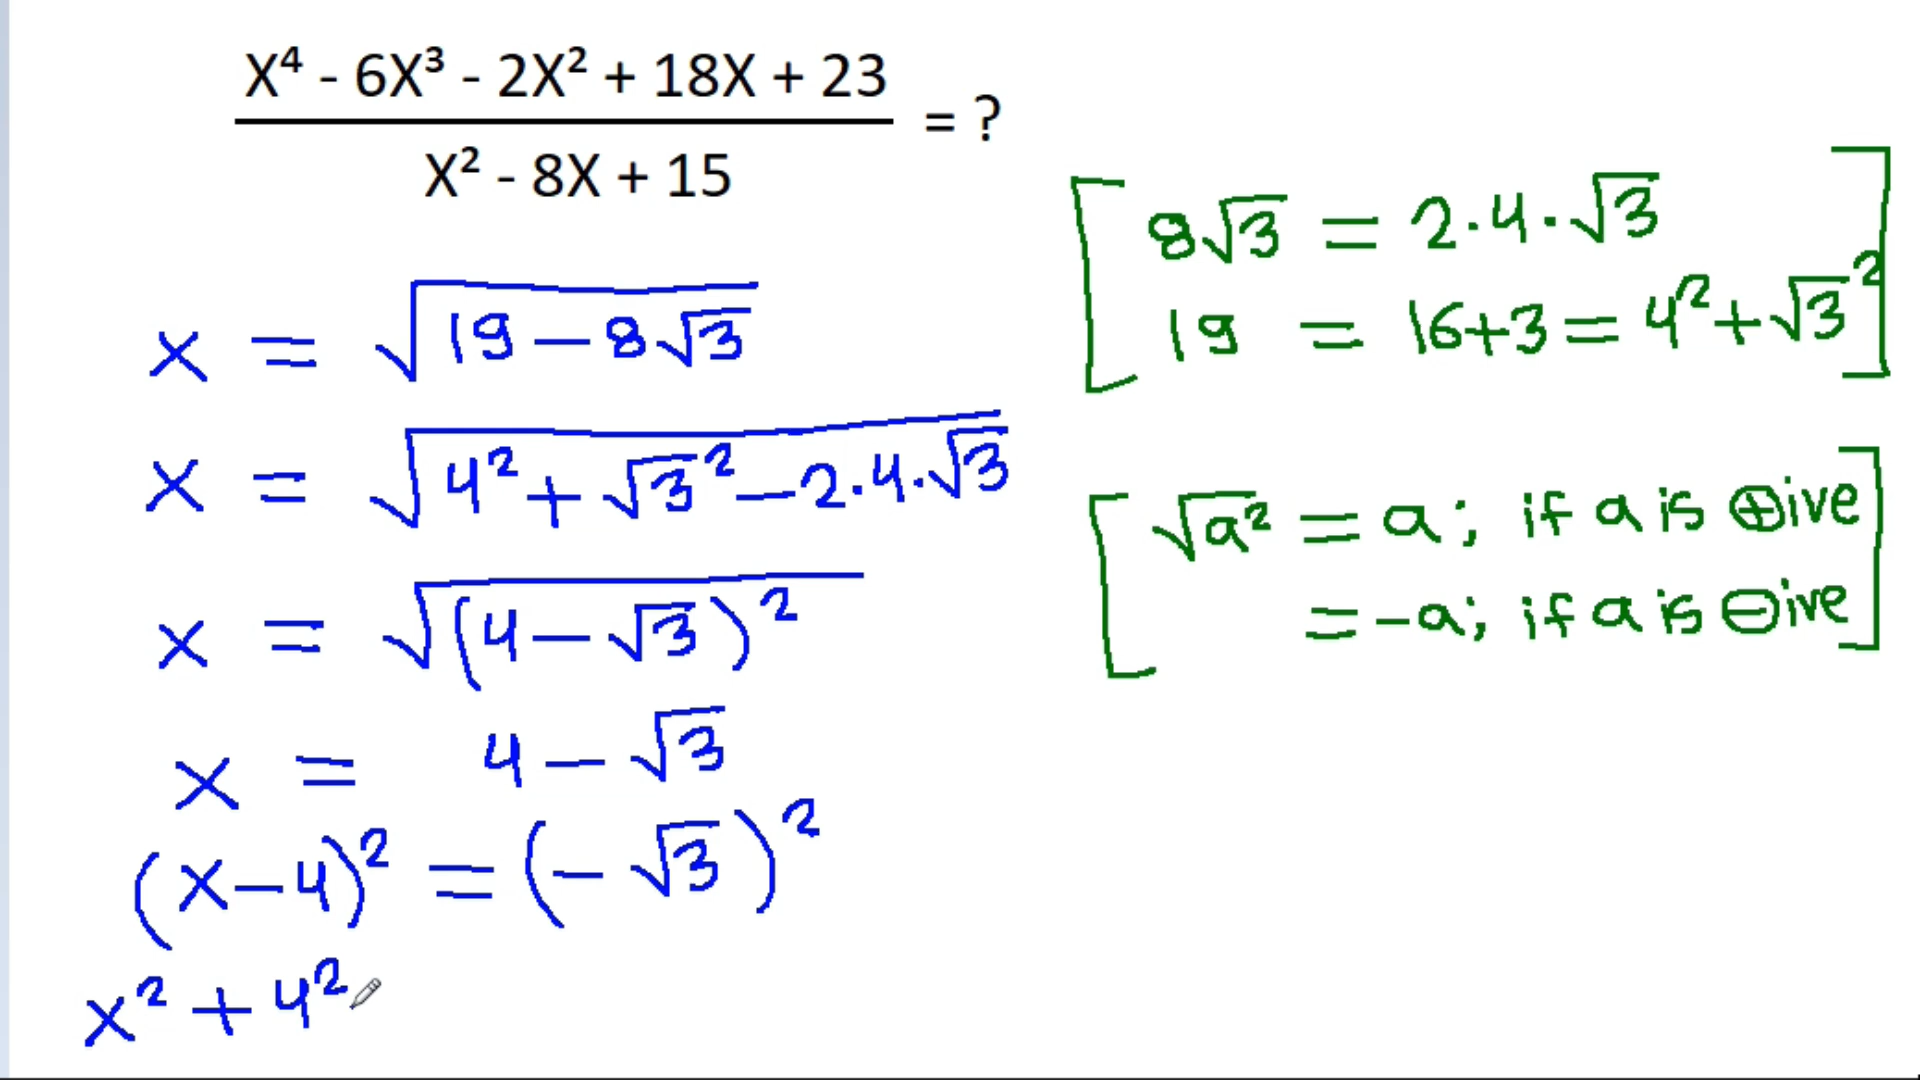 X⁴ - 6X³ - 2X² + 18X + 23
= ?
X² - 8X + 15
x = √(19 – 8√3)
x = √(4² + √3² – 2·4·√3)
x = √((4 – √3)²)
x = 4 – √3
(x – 4)² = (– √3)²
x² + 4²
[8√3 = 2·4·√3
19 = 16+3 = 4² + √3²]
[√a² = a; if a is ⊕ive
= –a; if a is ⊖ive]